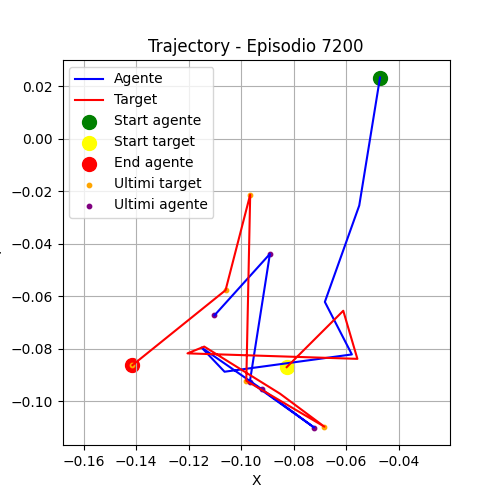 Trajectory - Episodio 7200
Agente
Target
Start agente
Start target
End agente
Ultimi target
Ultimi agente
0.02
0.00
−0.02
−0.04
−0.06
−0.08
−0.10
−0.16
−0.14
−0.12
−0.10
−0.08
−0.06
−0.04
X